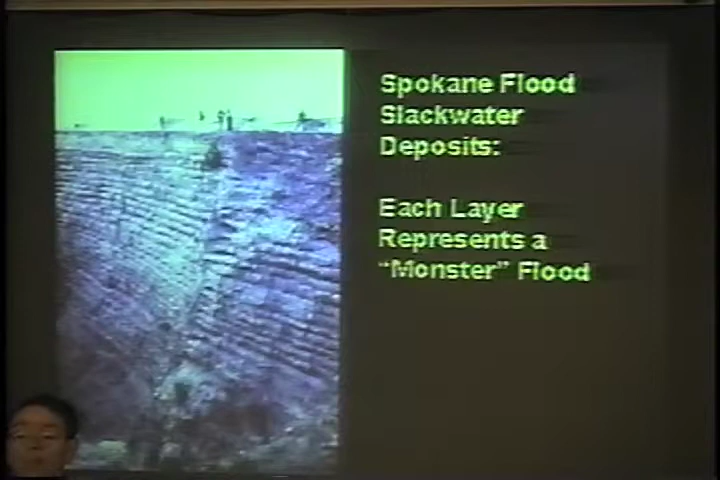 Spokane Flood
Slackwater
Deposits:
Each Layer
Represents a
“Monster” Flood